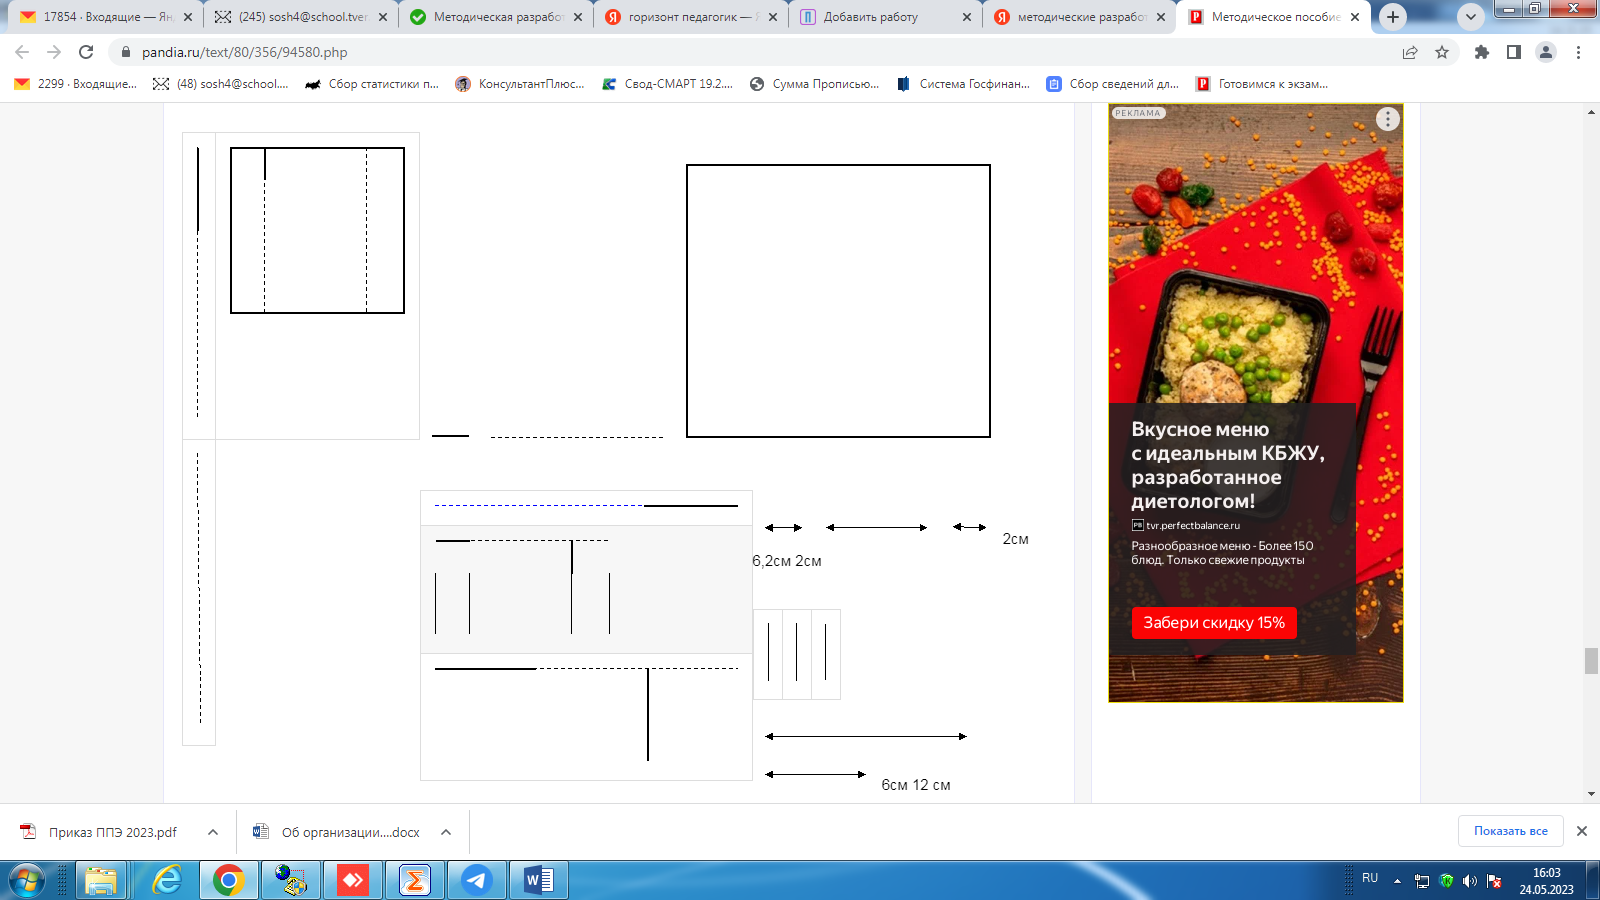 17854 · Входящие — Ян
(245) sosh4@school.tver
Методическая разработ
горизонт педагогик — Я
Добавить работу
методические разработ
Методическое пособие
pandia.ru/text/80/356/94580.php
2299 · Входящие...
(48) sosh4@school....
Сбор статистики п...
КонсультантПлюс...
Свод-СМАРТ 19.2....
Сумма Прописью...
Система Госфинан...
Сбор сведений дл...
Готовимся к экзам...
РЕКЛАМА
2см
6,2см 2см
6см 12 см
Вкусное меню
с идеальным КБЖУ,
разработанное
диетологом!
PB tvr.perfectbalance.ru
Разнообразное меню - Более 150
блюд. Только свежие продукты
Забери скидку 15%
Приказ ППЭ 2023.pdf
Об организации....docx
Показать все
RU
16:03
24.05.2023